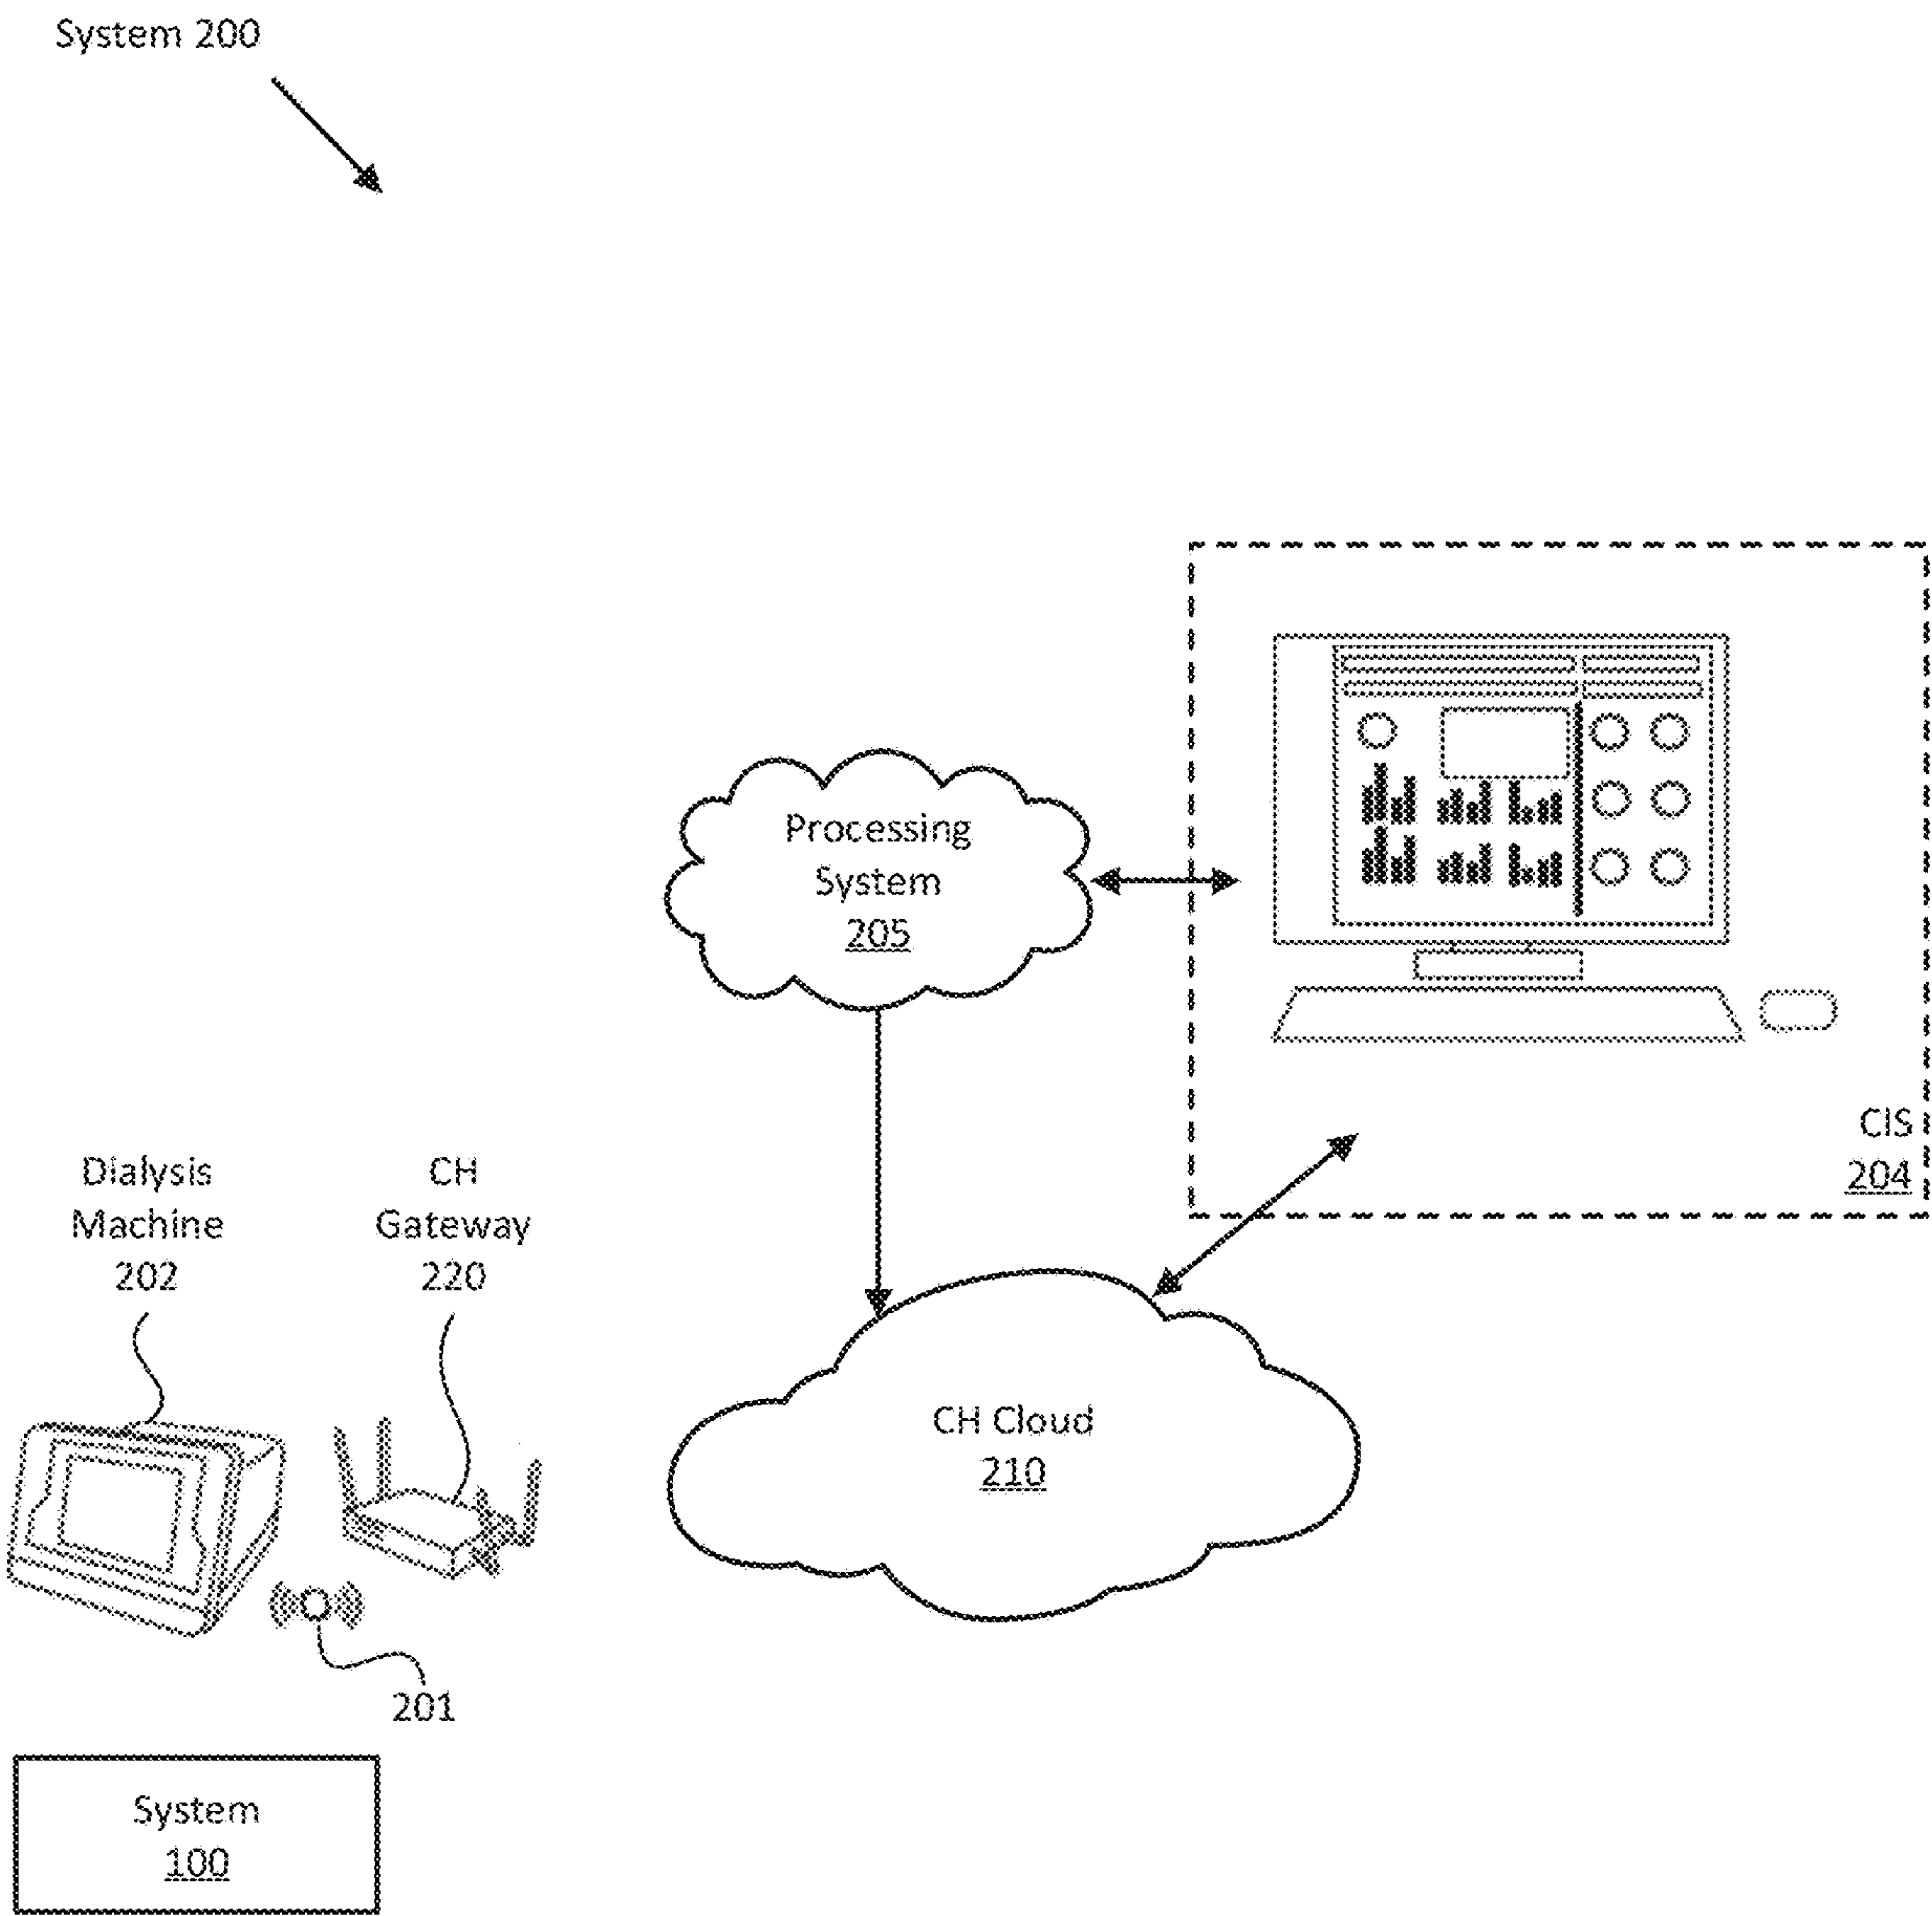 System 200
Processing
System
205
CIS
204
Dialysis
Machine
202
CH
Gateway
220
CH Cloud
210
201
System
100